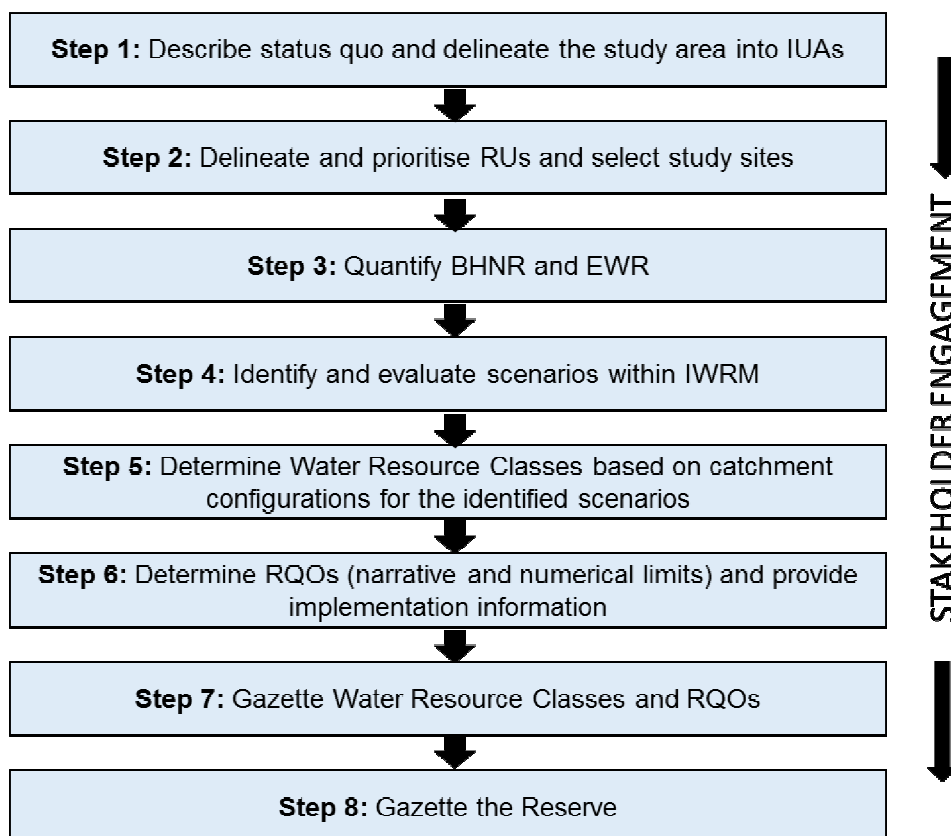 Step 1: Describe status quo and delineate the study area into IUAs
Step 2: Delineate and prioritise RUs and select study sites
Step 3: Quantify BHNR and EWR
Step 4: Identify and evaluate scenarios within IWRM
Step 5: Determine Water Resource Classes based on catchment
configurations for the identified scenarios
Step 6: Determine RQOs (narrative and numerical limits) and provide
implementation information
Step 7: Gazette Water Resource Classes and RQOs
Step 8: Gazette the Reserve
STAKEHOLDER ENGAGEMENT